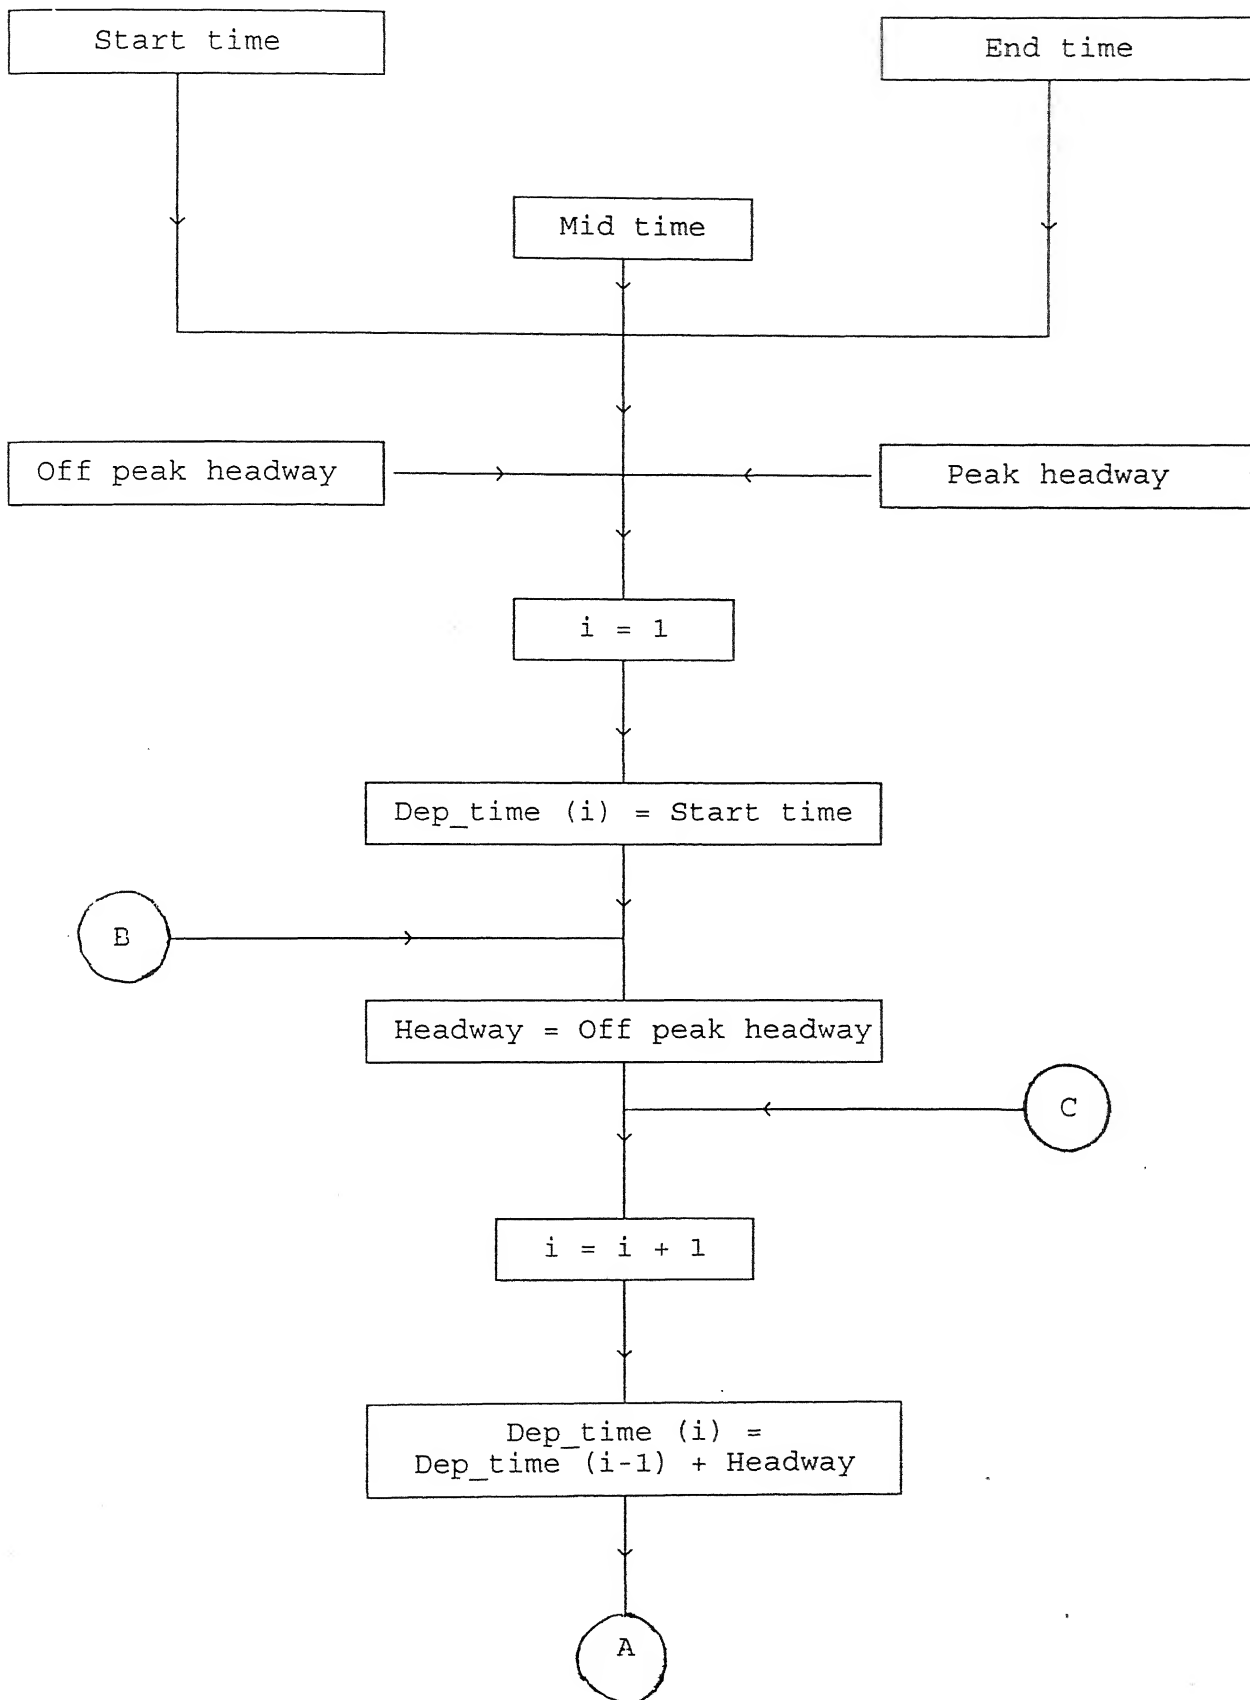 Start time
End time
Mid time
Off peak headway
Peak headway
i = 1
Dep_time (i) = Start time
B
Headway = Off peak headway
C
i = i + 1
Dep_time (i) =
Dep_time (i-1) + Headway
A